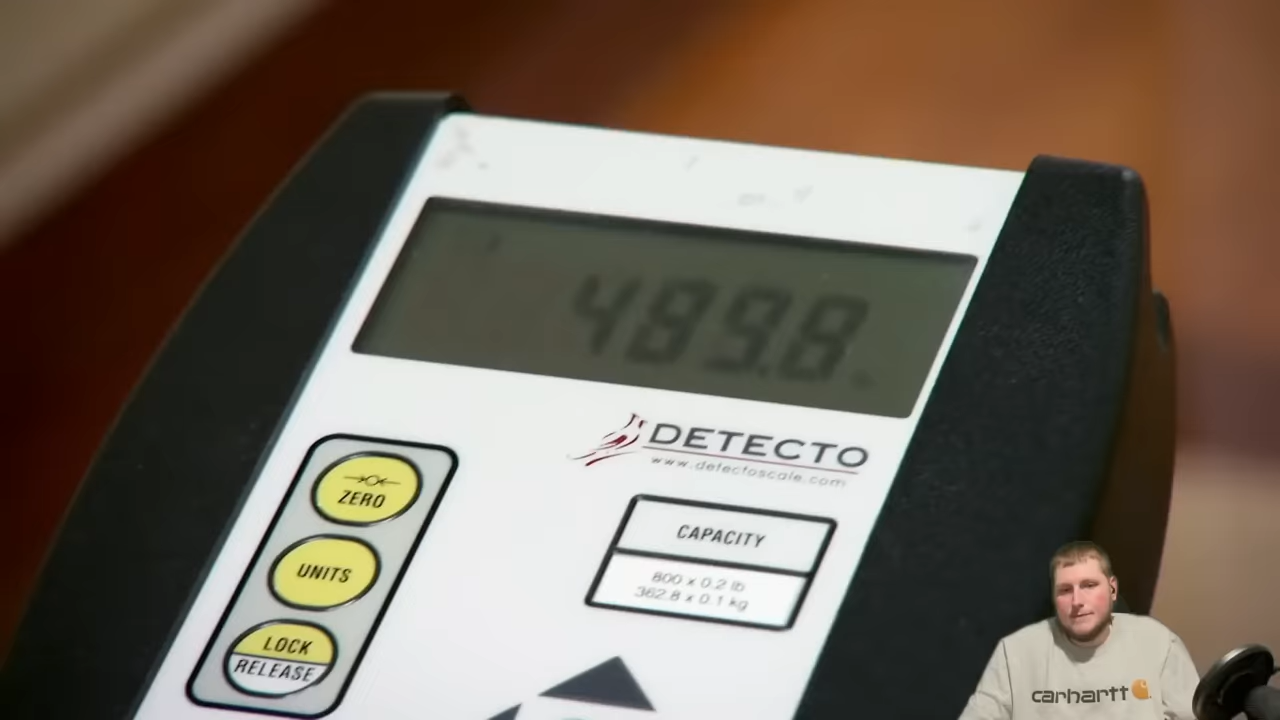 489.8
DETECTO
www.detectoscale.com
ZERO
UNITS
LOCK
RELEASE
CAPACITY
800 x 0.2 lb
362.8 x 0.1 kg
carhartt